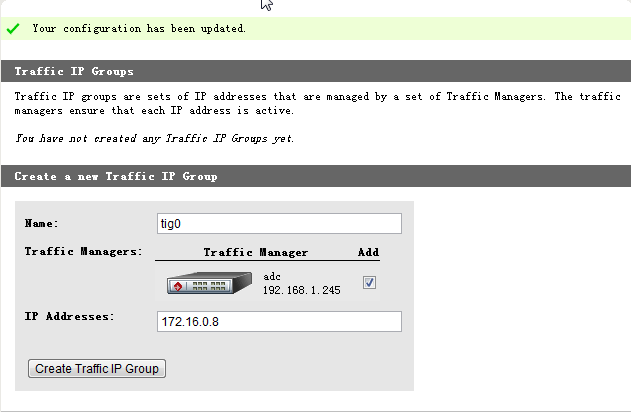 Your configuration has been updated.
Traffic IP Groups
Traffic IP groups are sets of IP addresses that are managed by a set of Traffic Managers. The traffic
managers ensure that each IP address is active.
You have not created any Traffic IP Groups yet.
Create a new Traffic IP Group
Name: tig0
Traffic Managers: Traffic Manager Add
adc
192.168.1.245
IP Addresses: 172.16.0.8
Create Traffic IP Group